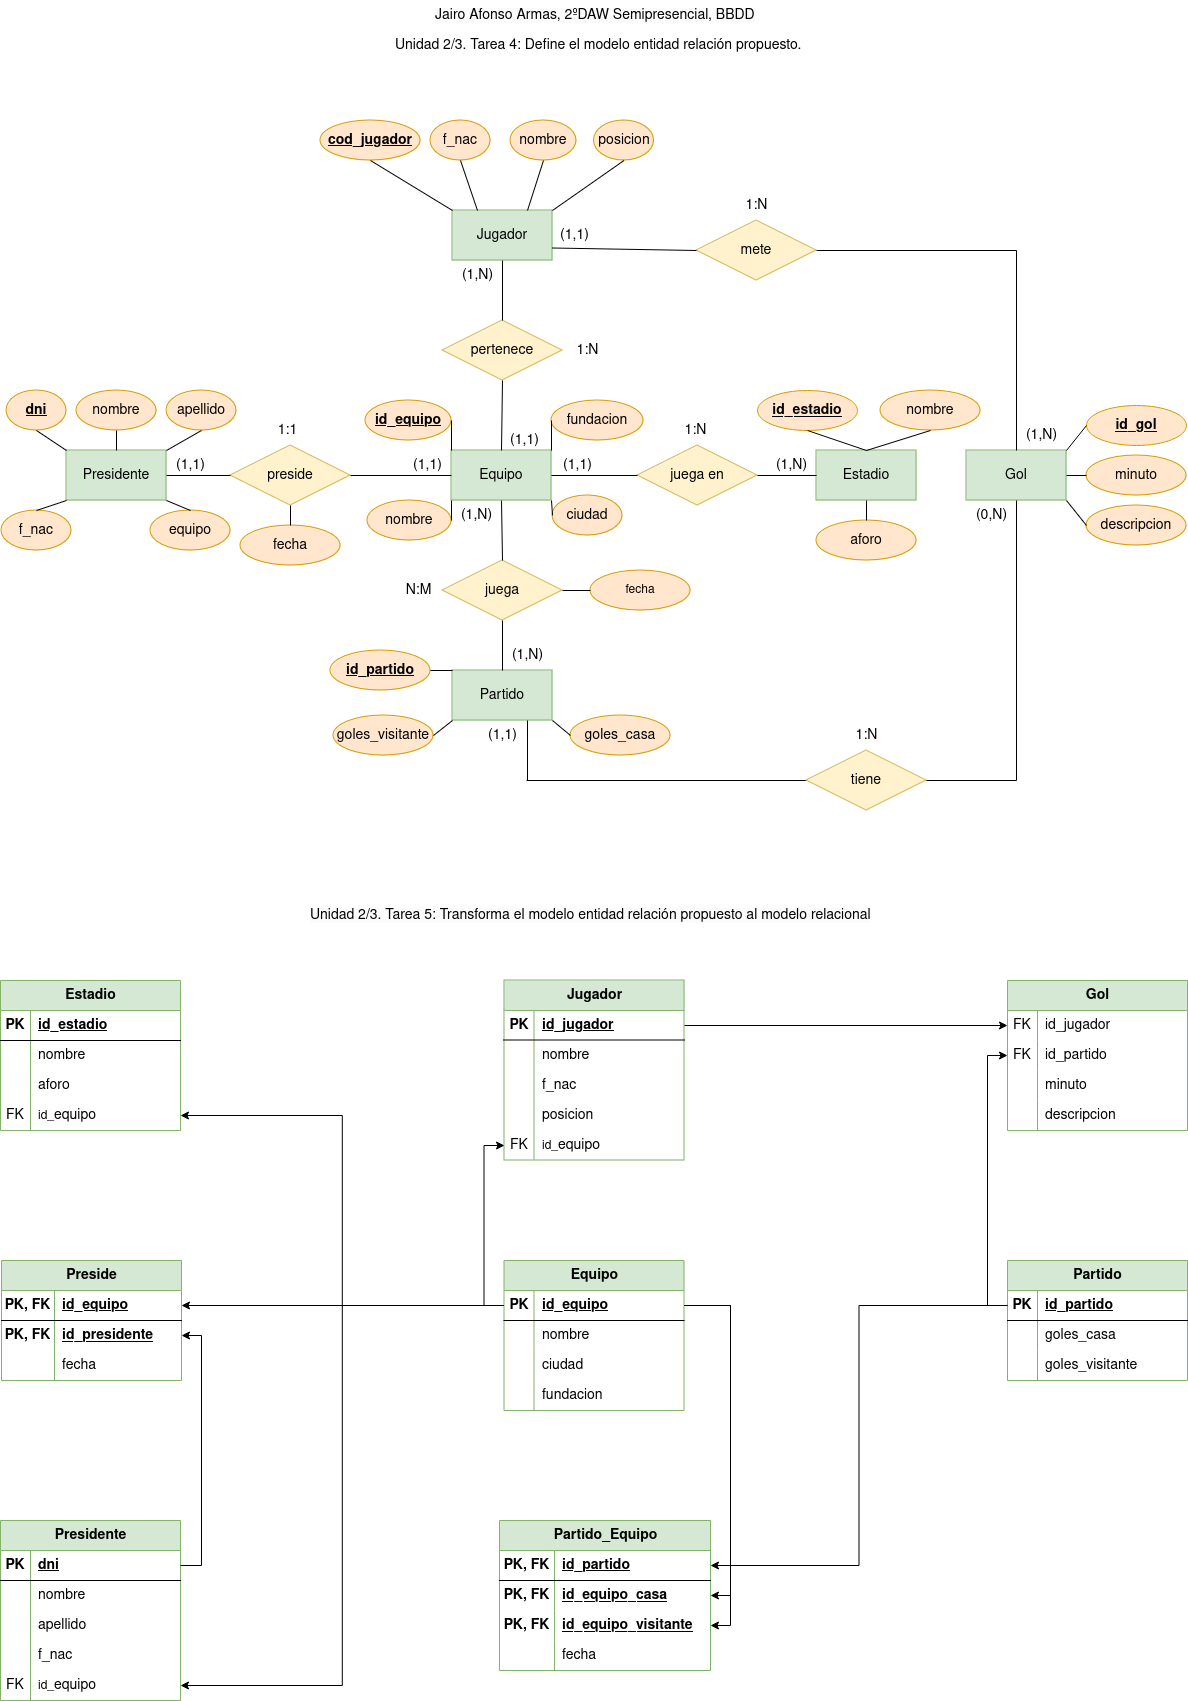 Jairo Afonso Armas, 2ºDAW Semipresencial, BBDD
Unidad 2/3. Tarea 4: Define el modelo entidad relación propuesto.
cod_jugador
f_nac
nombre
posicion
1:N
Jugador
(1,1)
mete
(1,N)
pertenece
1:N
dni
nombre
apellido
id_equipo
fundacion
id_estadio
nombre
id_gol
1:1
(1,1)
1:N
(1,N)
Presidente
(1,1)
preside
(1,1)
Equipo
(1,1)
juega en
(1,N)
Estadio
Gol
minuto
f_nac
equipo
fecha
nombre
(1,N)
ciudad
aforo
(0,N)
descripcion
N:M
juega
fecha
(1,N)
id_partido
Partido
goles_visitante
(1,1)
goles_casa
1:N
tiene
Unidad 2/3. Tarea 5: Transforma el modelo entidad relación propuesto al modelo relacional
Estadio
PK id_estadio
nombre
aforo
FK id_equipo
Jugador
PK id_jugador
nombre
f_nac
posicion
FK id_equipo
Gol
FK id_jugador
FK id_partido
minuto
descripcion
Preside
PK, FK id_equipo
PK, FK id_presidente
fecha
Equipo
PK id_equipo
nombre
ciudad
fundacion
Partido
PK id_partido
goles_casa
goles_visitante
Presidente
PK dni
nombre
apellido
f_nac
FK id_equipo
Partido_Equipo
PK, FK id_partido
PK, FK id_equipo_casa
PK, FK id_equipo_visitante
fecha